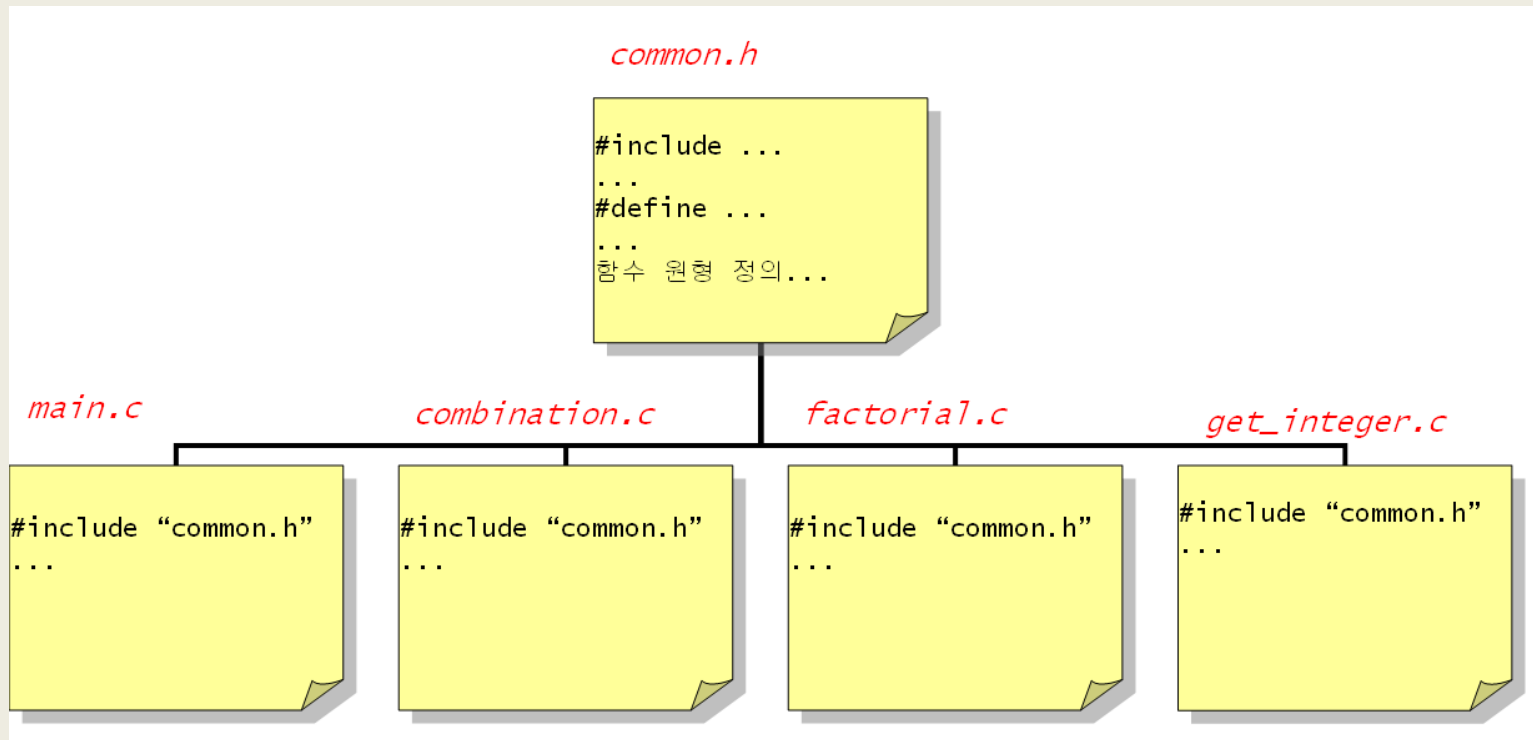 common.h
#include ...
...
#define ...
...
함수 원형 정의...
main.c
combination.c
factorial.c
get_integer.c
#include “common.h”
...
#include “common.h”
...
#include “common.h”
...
#include “common.h”
...